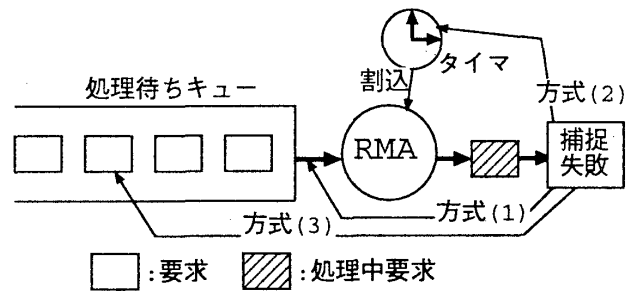 タイマ
割込
処理待ちキュー
方式(2)
RMA
捕捉
失敗
方式(1)
方式(3)
:要求
:処理中要求